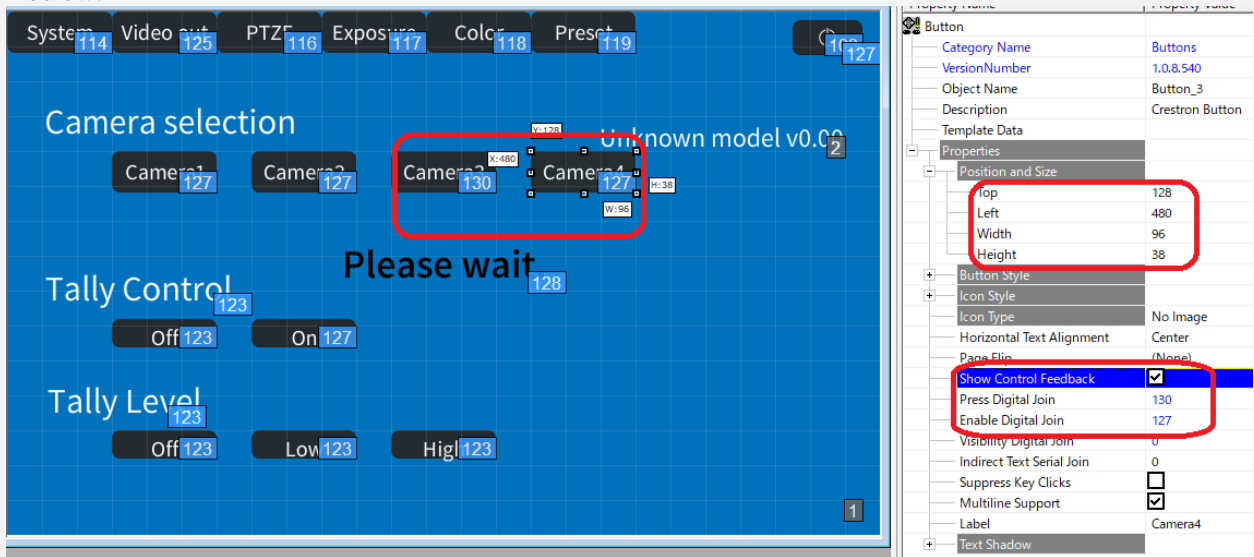 System 114 Video out 125 PTZF 116 Exposure 117 Color 118 Preset 119 127
Camera selection
Unknown model v0.00 2
Y:128
X:480
Camera1 127 Camera2 127 Camera3 130 Camera4 127
H:38
W:96
Please wait 128
Tally Control 123
Off 123 On 127
Tally Level 123
Off 123 Low 123 High 123
1
Property Name Property Value
Button
Category Name Buttons
VersionNumber 1.0.8.540
Object Name Button_3
Description Crestron Button
Template Data
Properties
Position and Size
Top 128
Left 480
Width 96
Height 38
Button Style
Icon Style
Icon Type No Image
Horizontal Text Alignment Center
Page Flip (None)
Show Control Feedback
Press Digital Join 130
Enable Digital Join 127
Visibility Digital Join 0
Indirect Text Serial Join 0
Suppress Key Clicks
Multiline Support
Label Camera4
Text Shadow